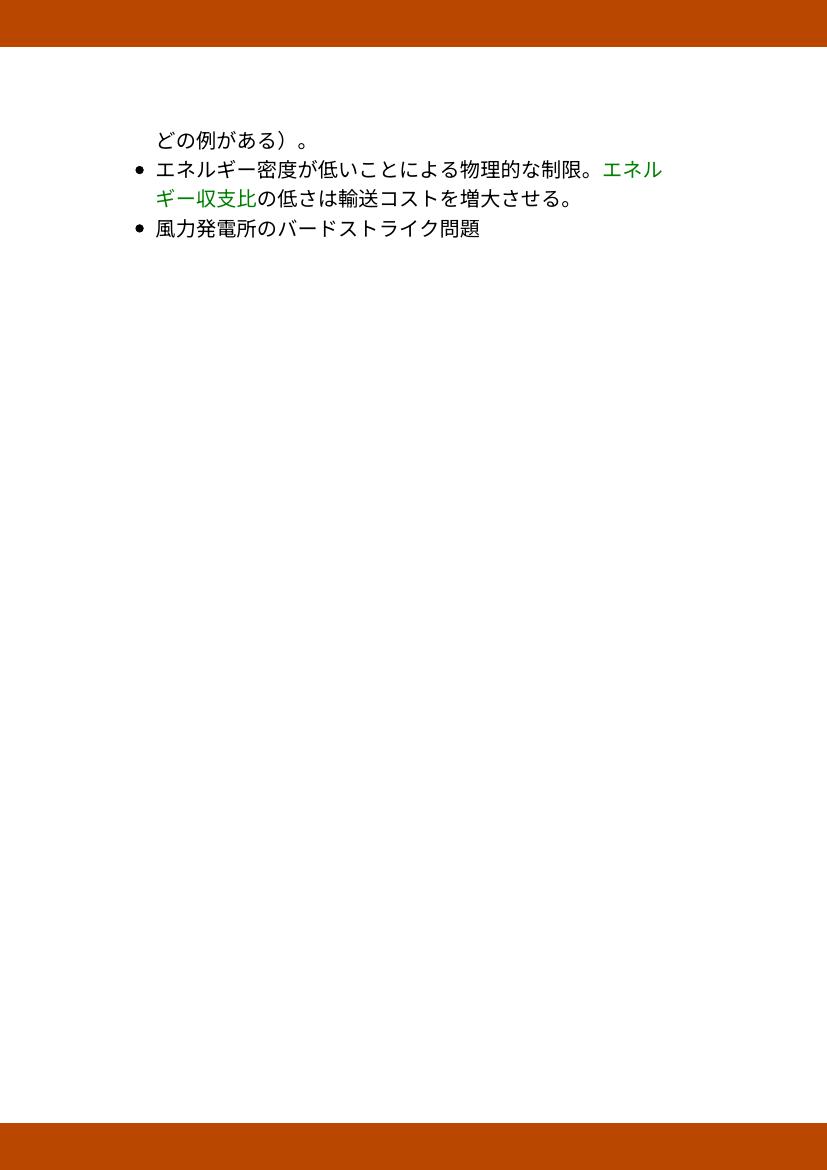 どの例がある）。
• エネルギー密度が低いことによる物理的な制限。エネル
ギー収支比の低さは輸送コストを増大させる。
• 風力発電所のバードストライク問題